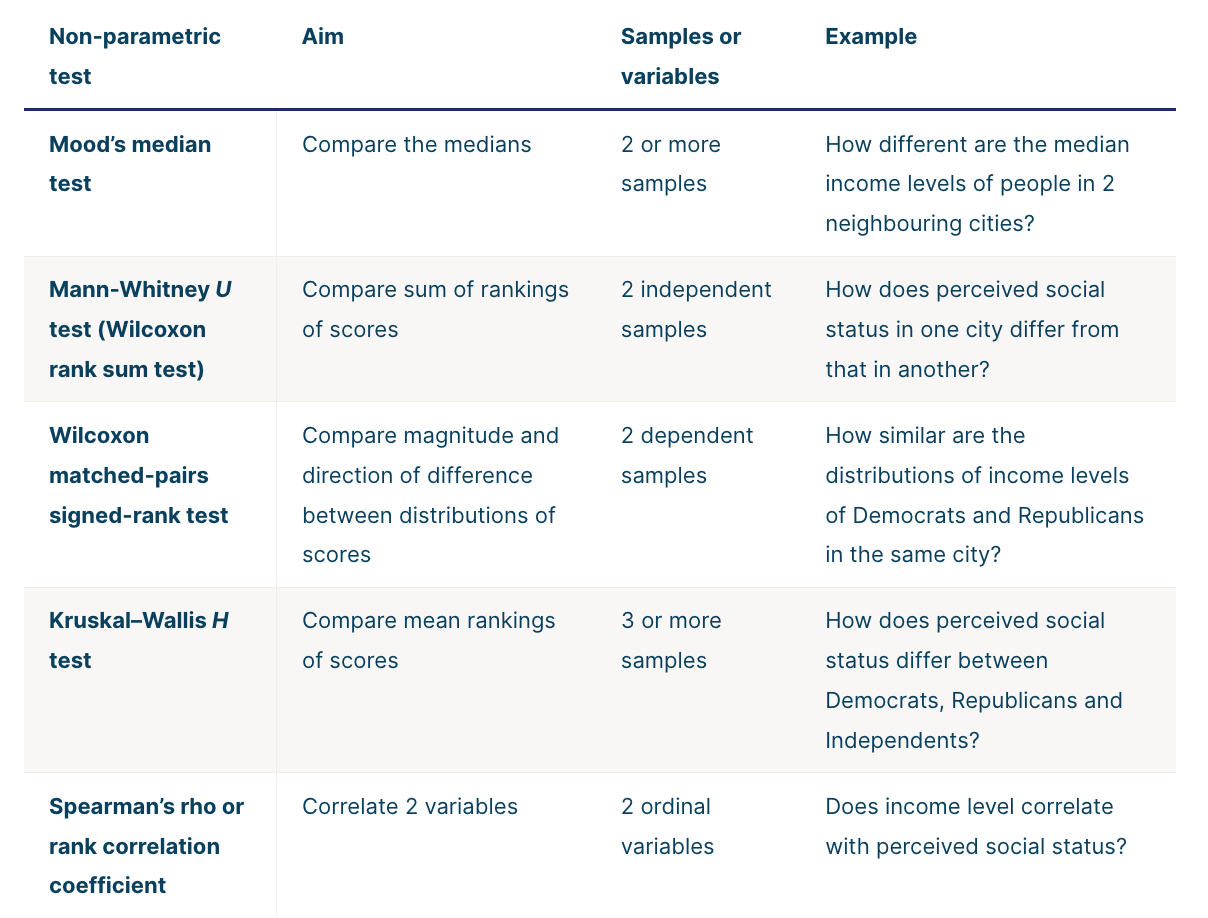 Non-parametric test
Aim
Samples or variables
Example
Mood’s median test
Compare the medians
2 or more samples
How different are the median income levels of people in 2 neighbouring cities?
Mann-Whitney U test (Wilcoxon rank sum test)
Compare sum of rankings of scores
2 independent samples
How does perceived social status in one city differ from that in another?
Wilcoxon matched-pairs signed-rank test
Compare magnitude and direction of difference between distributions of scores
2 dependent samples
How similar are the distributions of income levels of Democrats and Republicans in the same city?
Kruskal–Wallis H test
Compare mean rankings of scores
3 or more samples
How does perceived social status differ between Democrats, Republicans and Independents?
Spearman’s rho or rank correlation coefficient
Correlate 2 variables
2 ordinal variables
Does income level correlate with perceived social status?